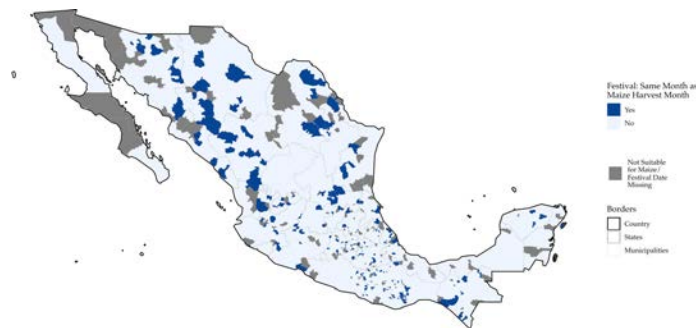 Festival: Same Month as
Maize Harvest Month
Yes
No
Not Suitable
for Maize/
Festival Date
Missing
Borders
Country
States
Municipalities